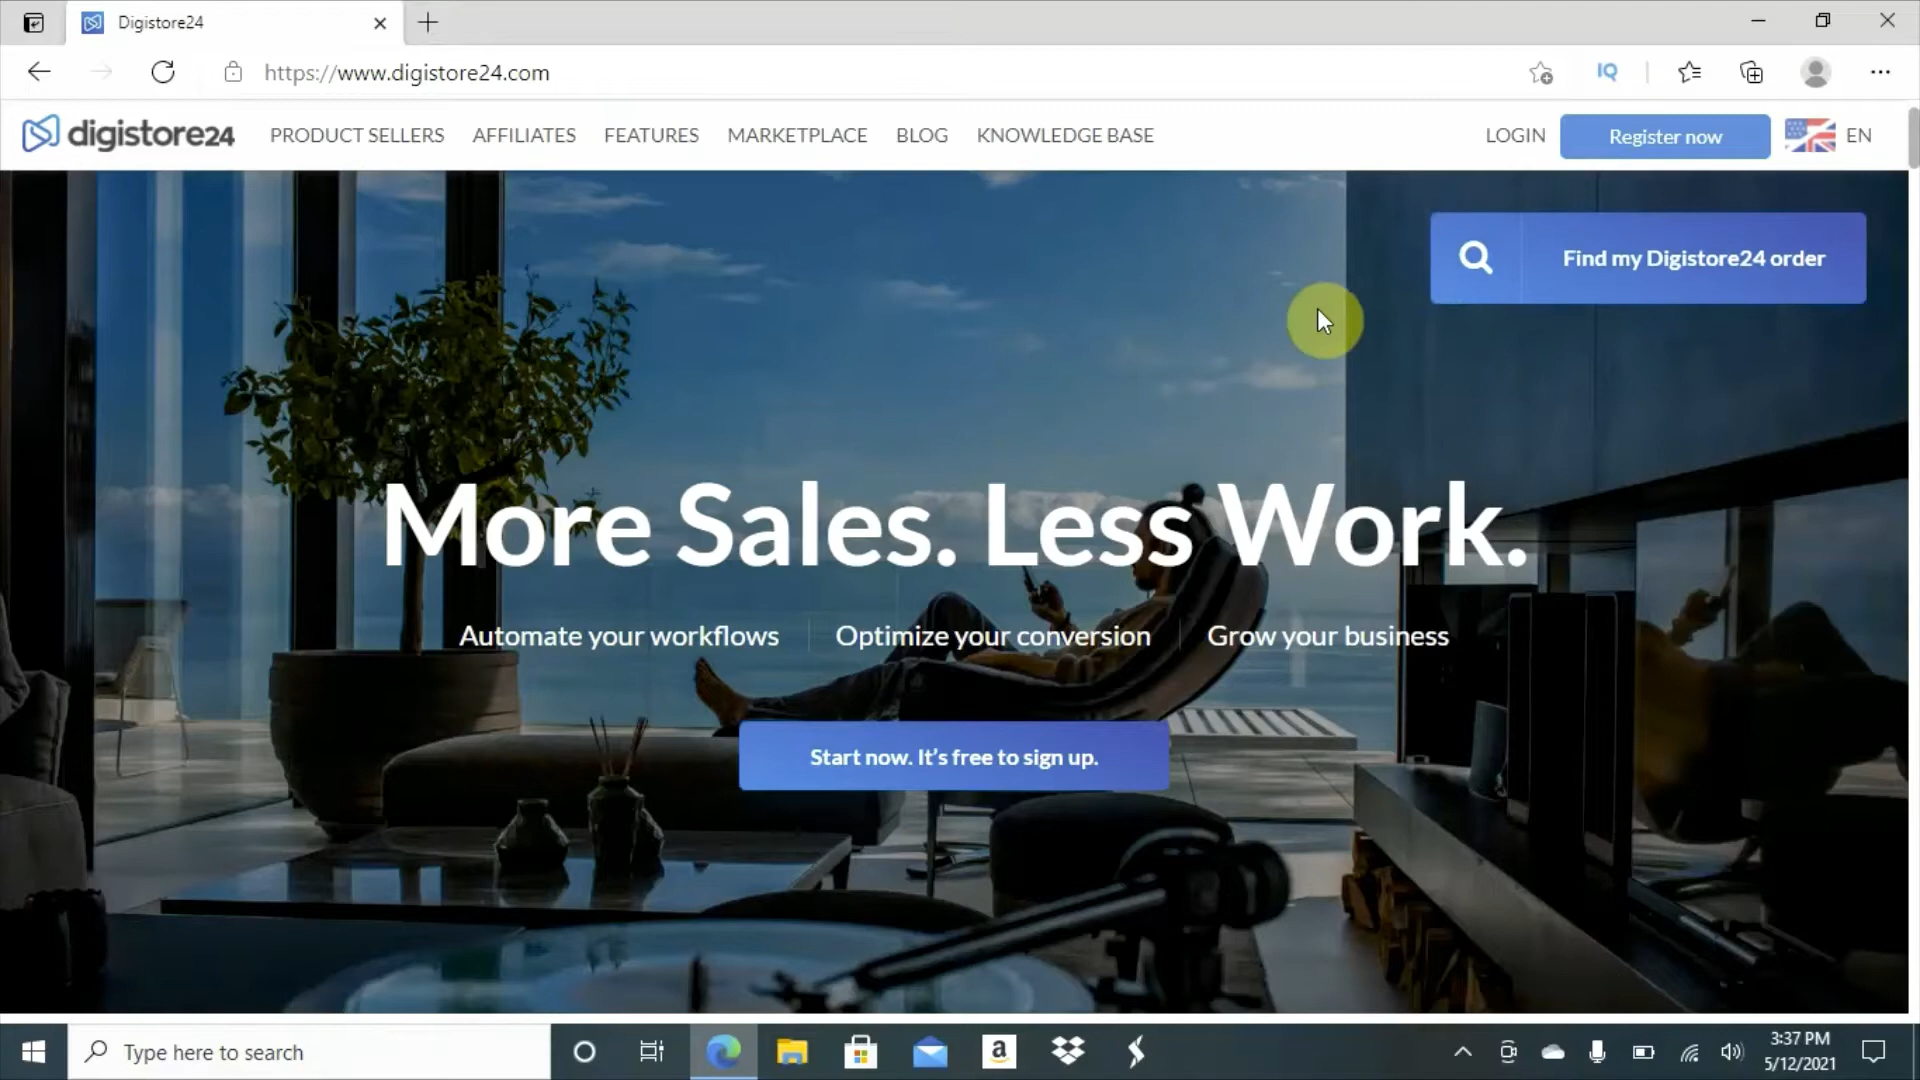 Digistore24
https://www.digistore24.com
IQ
digistore24 PRODUCT SELLERS AFFILIATES FEATURES MARKETPLACE BLOG KNOWLEDGE BASE LOGIN Register now EN
Find my Digistore24 order
More Sales. Less Work.
Automate your workflows Optimize your conversion Grow your business
Start now. It’s free to sign up.
Type here to search
a
3:37 PM
5/12/2021